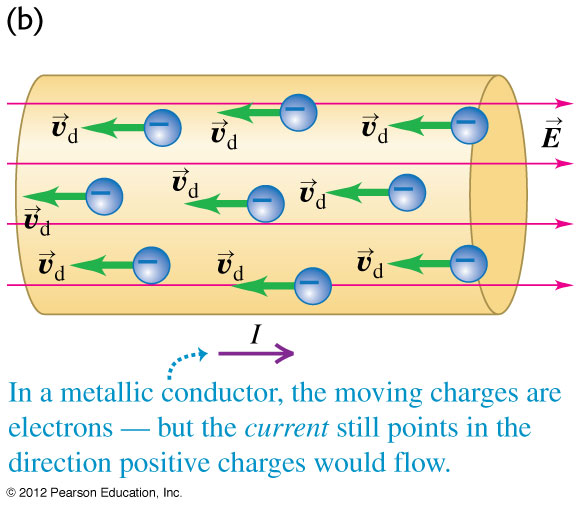 (b)
v⃗d v⃗d v⃗d E⃗
v⃗d v⃗d v⃗d
v⃗d v⃗d v⃗d
I
In a metallic conductor, the moving charges are
electrons — but the current still points in the
direction positive charges would flow.
© 2012 Pearson Education, Inc.